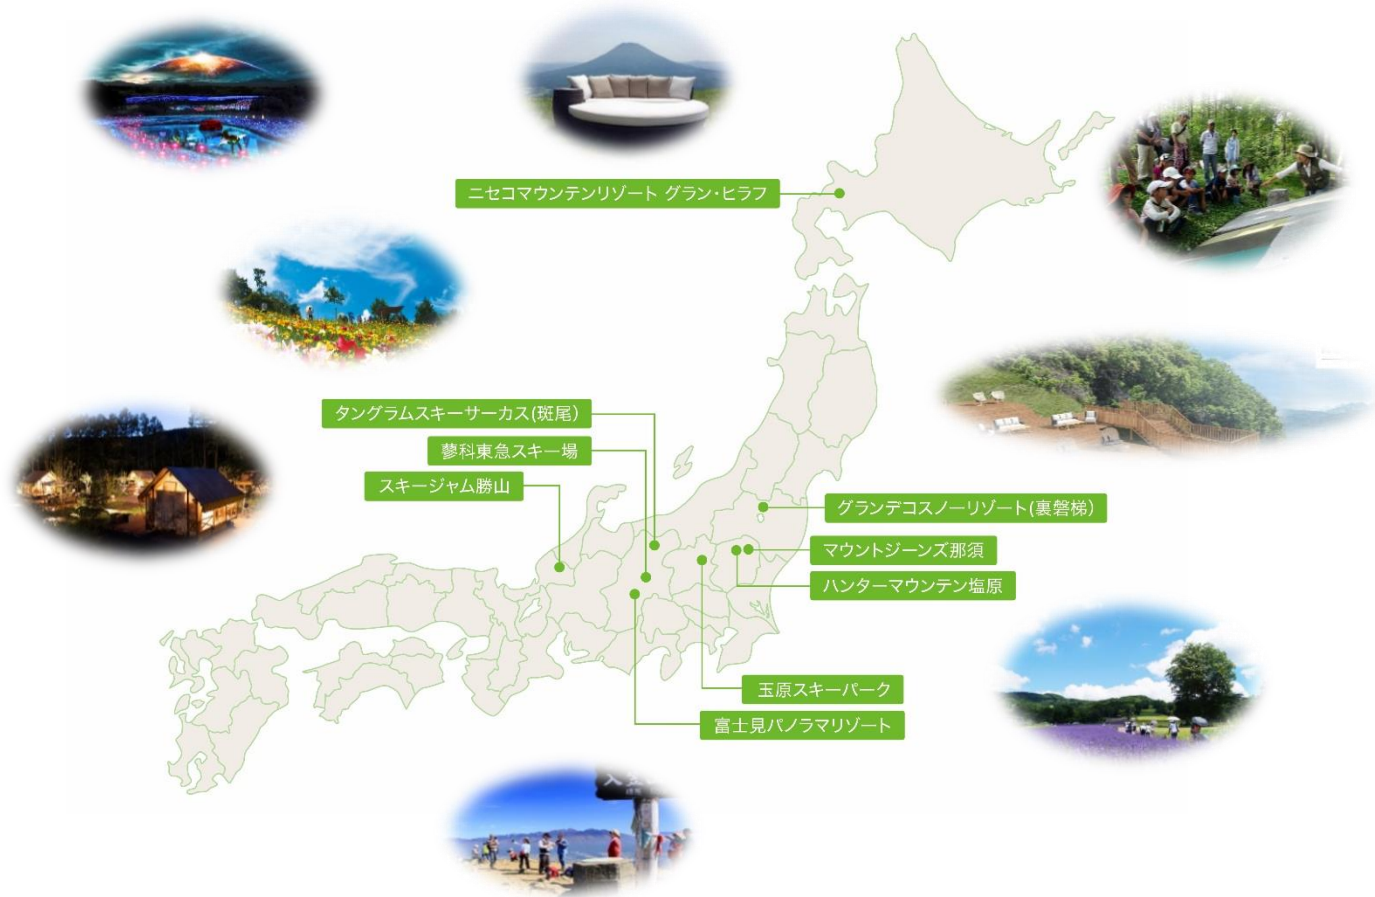 ニセコマウンテンリゾート グラン・ヒラフ
タングラムスキーサーカス(斑尾)
蓼科東急スキー場
スキージャム勝山
グランデコスノーリゾート(裏磐梯)
マウントジーンズ那須
ハンターマウンテン塩原
玉原スキーパーク
富士見パノラマリゾート